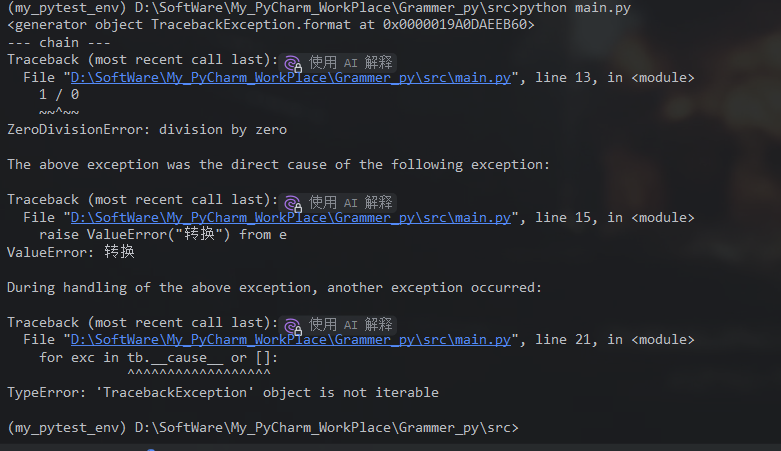 (my_pytest_env) D:\SoftWare\My_PyCharm_WorkPlace\Grammer_py\src>python main.py
<generator object TracebackException.format at 0x0000019A0DAEEB60>
--- chain ---
Traceback (most recent call last): 使用 AI 解释
  File "D:\SoftWare\My_PyCharm_WorkPlace\Grammer_py\src\main.py", line 13, in <module>
    1 / 0
    ~~^~~
ZeroDivisionError: division by zero

The above exception was the direct cause of the following exception:

Traceback (most recent call last): 使用 AI 解释
  File "D:\SoftWare\My_PyCharm_WorkPlace\Grammer_py\src\main.py", line 15, in <module>
    raise ValueError("转换") from e
ValueError: 转换

During handling of the above exception, another exception occurred:

Traceback (most recent call last): 使用 AI 解释
  File "D:\SoftWare\My_PyCharm_WorkPlace\Grammer_py\src\main.py", line 21, in <module>
    for exc in tb.__cause__ or []:
               ^^^^^^^^^^^^^^^^^^
TypeError: 'TracebackException' object is not iterable

(my_pytest_env) D:\SoftWare\My_PyCharm_WorkPlace\Grammer_py\src>